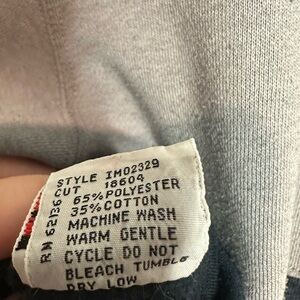 STYLE IM02329
CUT 18604
65% POLYESTER
35% COTTON
MACHINE WASH
WARM GENTLE
CYCLE DO NOT
BLEACH TUMBLE
DRY LOW
RN 62136